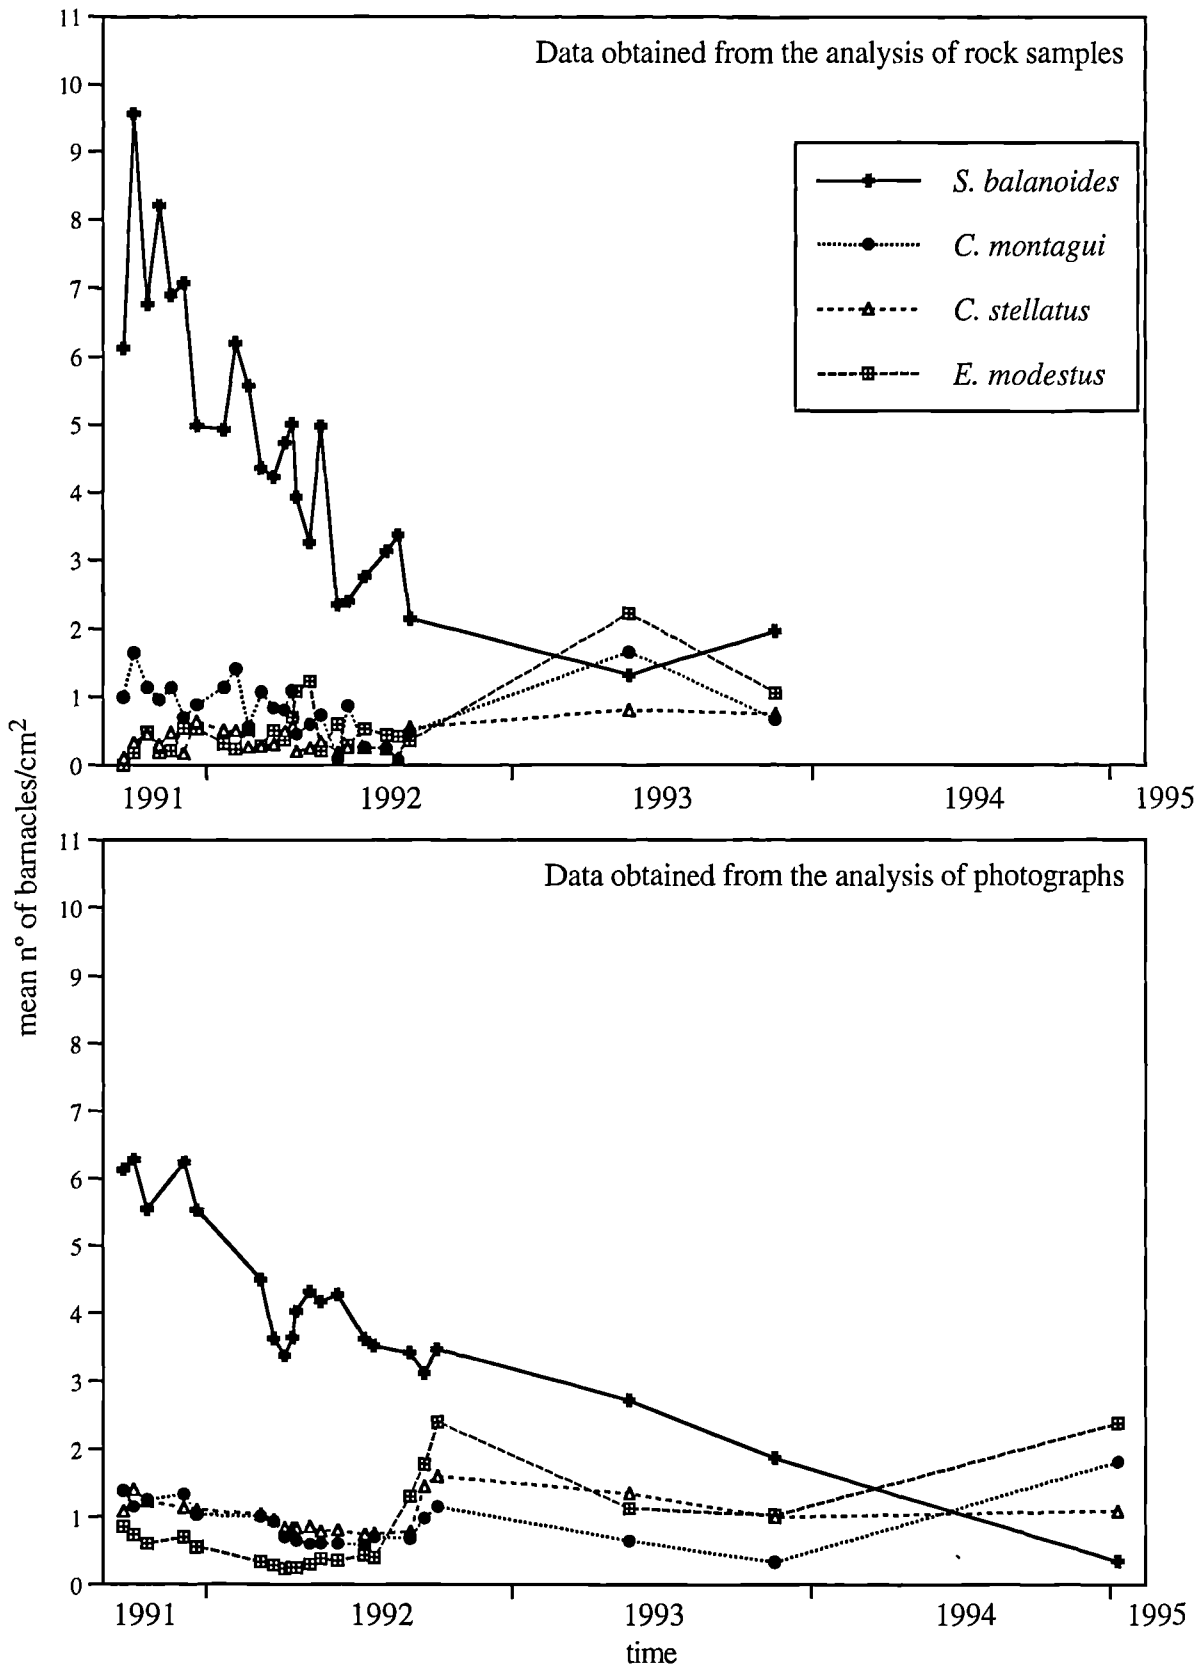 11
Data obtained from the analysis of rock samples
10
9
8
7
6
5
4
3
2
1
0
S. balanoides
C. montagui
C. stellatus
E. modestus
1991 1992 1993 1994 1995
mean nº of barnacles/cm2
11
Data obtained from the analysis of photographs
10
9
8
7
6
5
4
3
2
1
0
1991 1992 1993 1994 1995
time